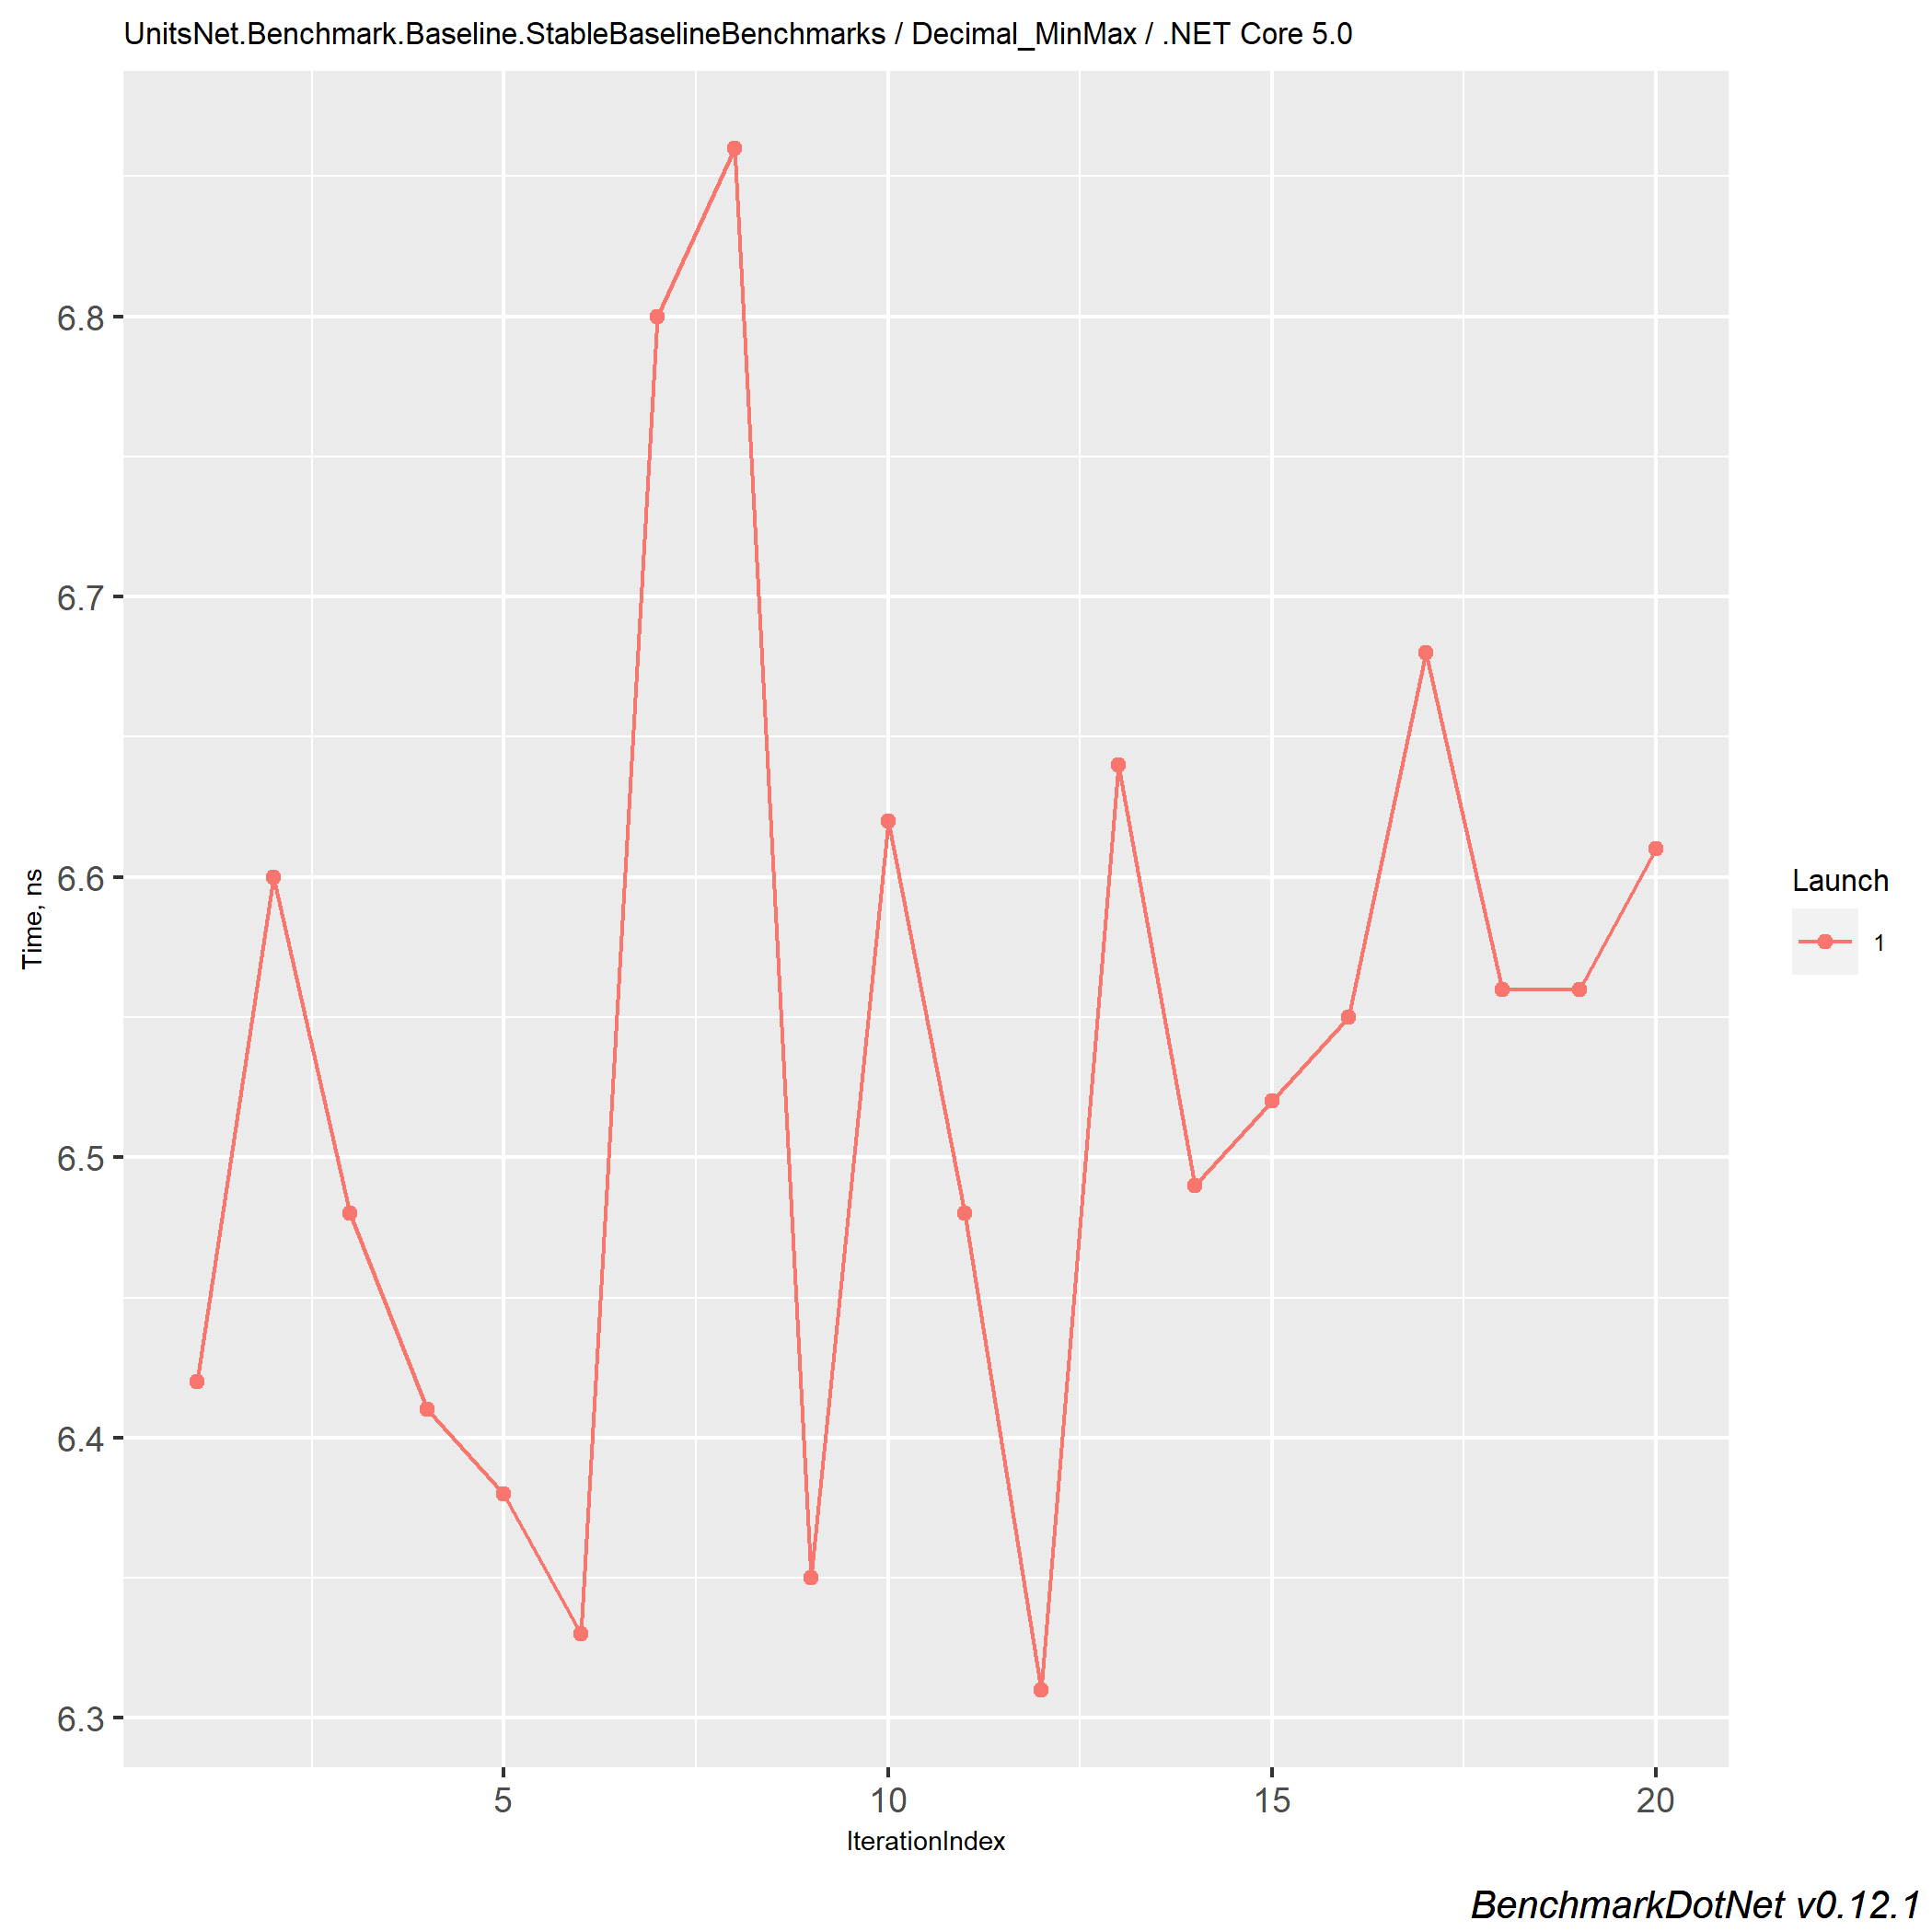 UnitsNet.Benchmark.Baseline.StableBaselineBenchmarks / Decimal_MinMax / .NET Core 5.0
6.8
6.7
6.6
6.5
6.4
6.3
Time, ns
5 10 15 20
IterationIndex
Launch
1
BenchmarkDotNet v0.12.1